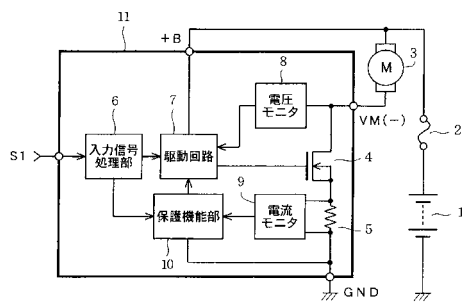 11
+B
8
M
3
6
7
電圧
モニタ
VM(-)
2
S1
入力信号
処理部
駆動回路
4
9
保護機能部
電流
モニタ
5
1
10
GND